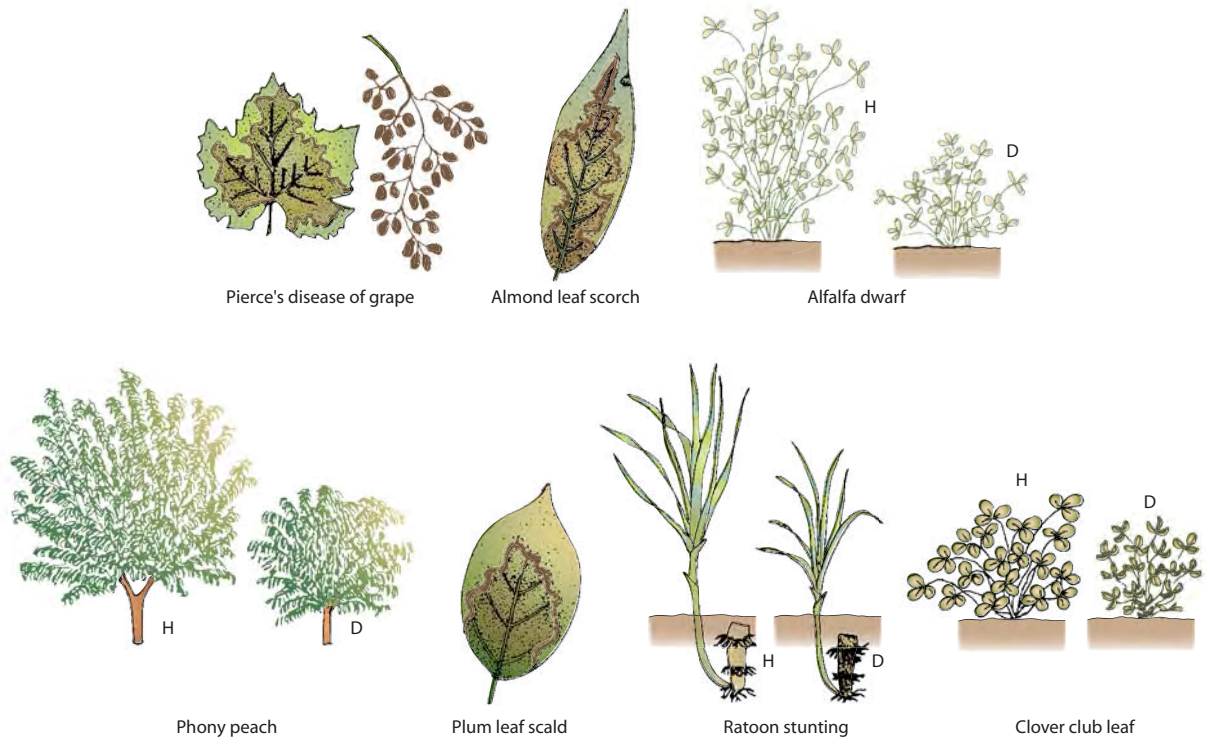 H
D
Pierce's disease of grape
Almond leaf scorch
Alfalfa dwarf
H
D
H
D
H
D
Phony peach
Plum leaf scald
Ratoon stunting
Clover club leaf